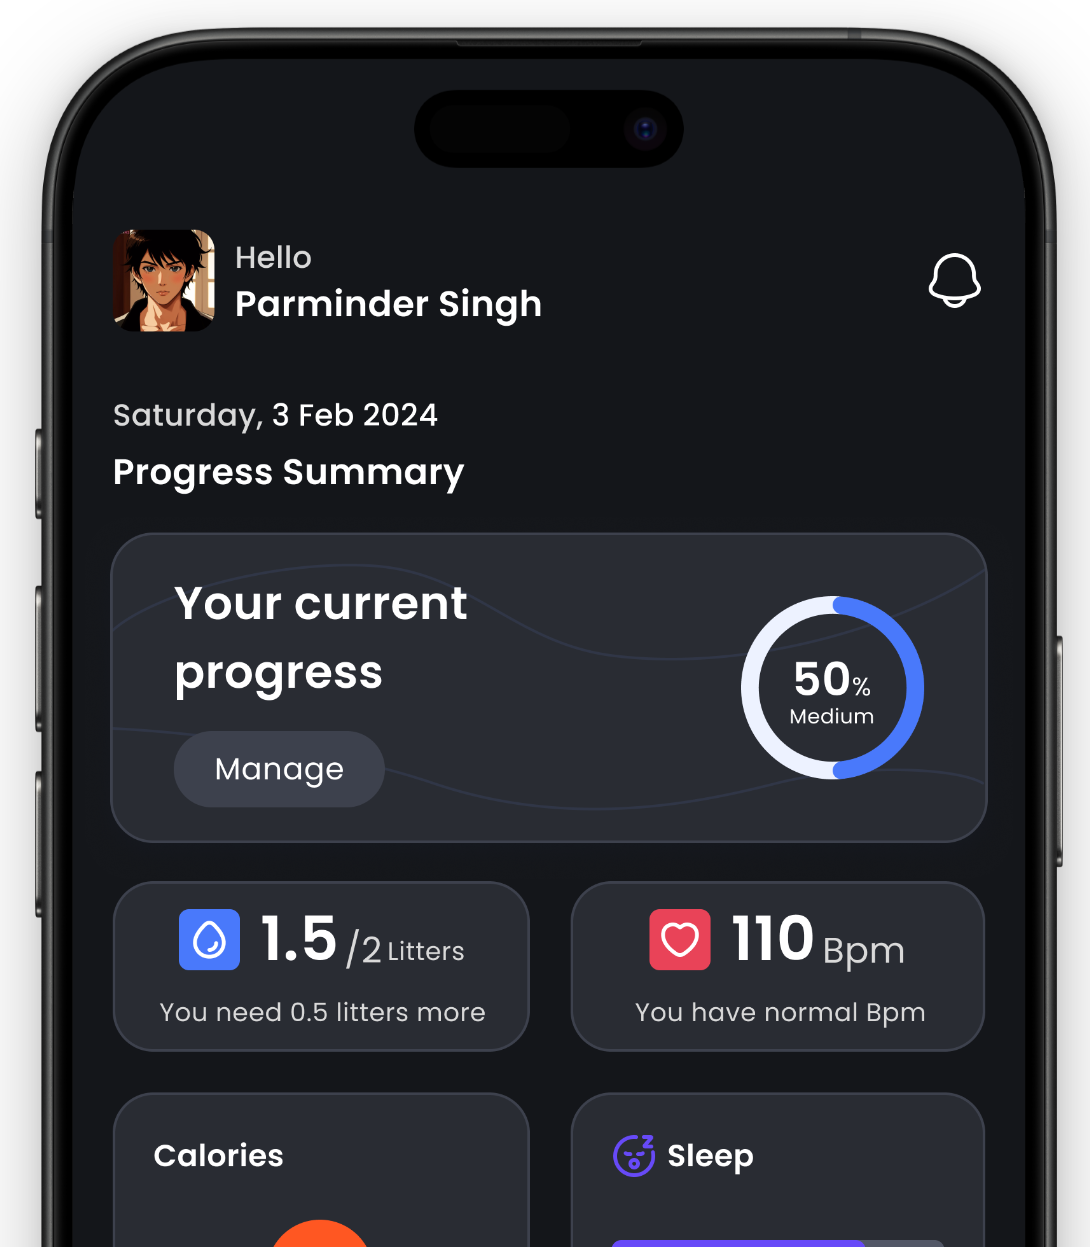 Hello
Parminder Singh
Saturday, 3 Feb 2024
Progress Summary
Your current
progress
50%
Medium
Manage
1.5 /2 Litters
You need 0.5 litters more
110 Bpm
You have normal Bpm
Calories
Sleep